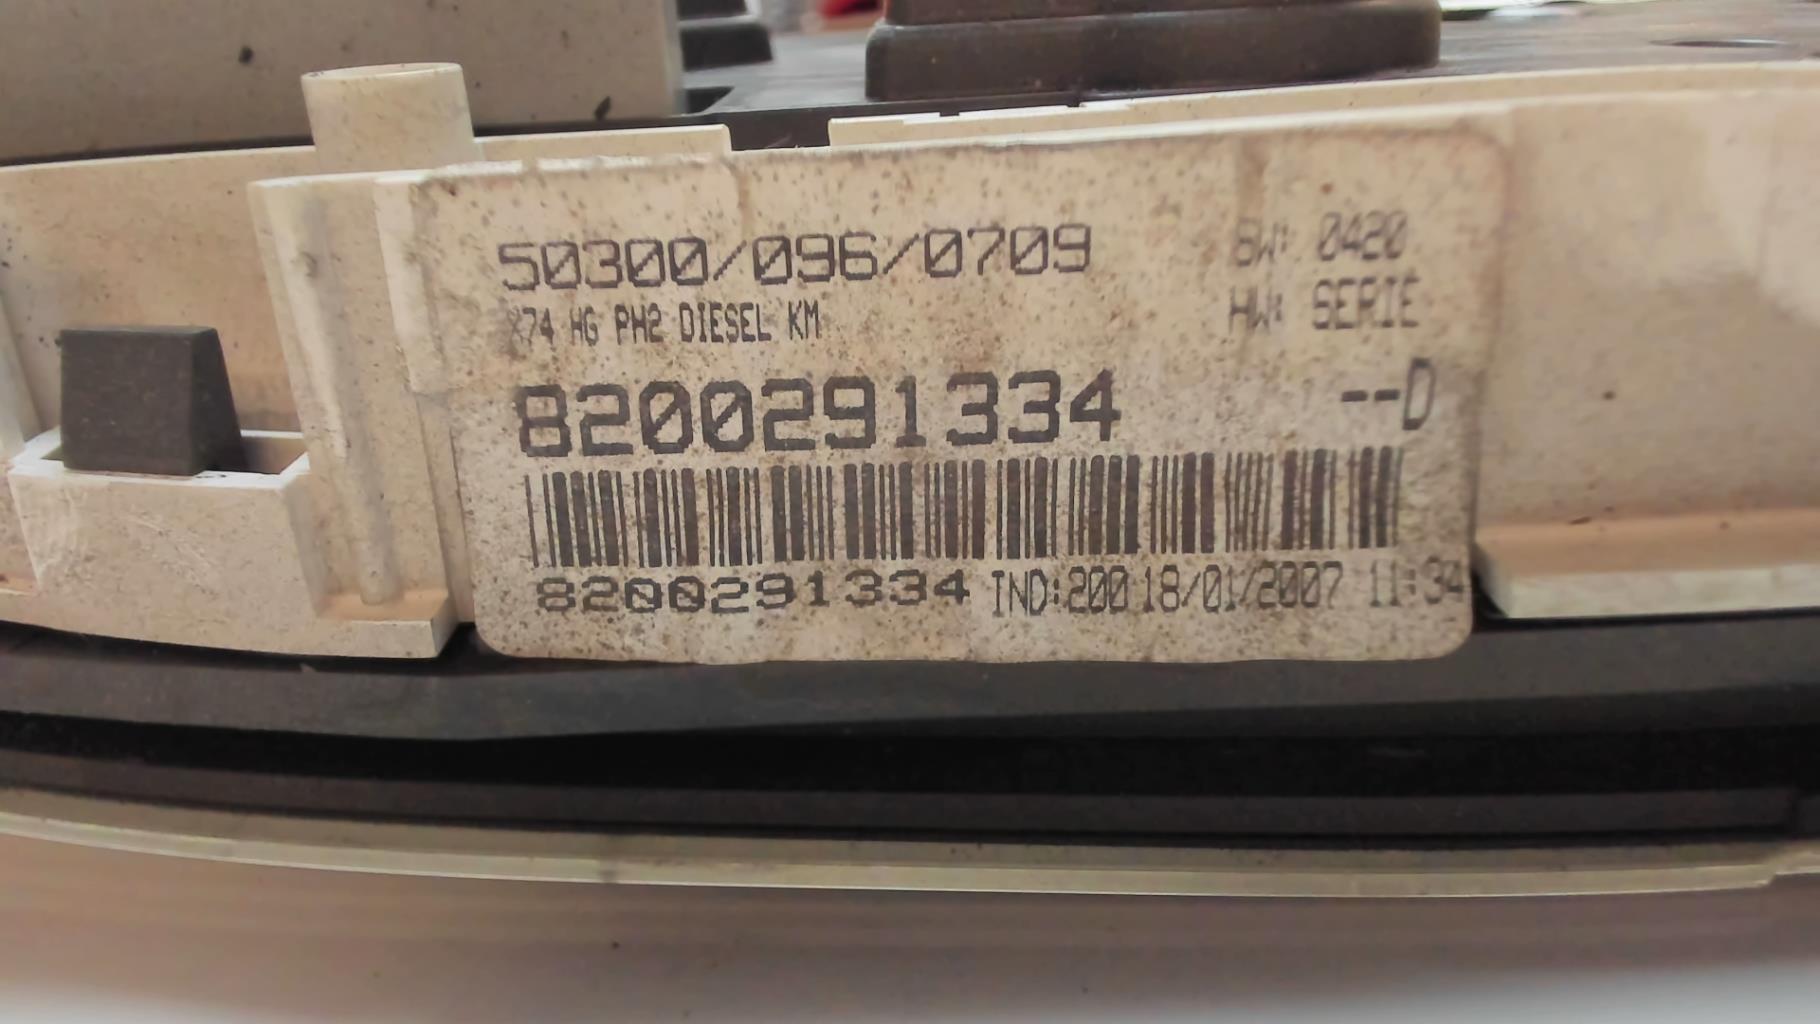 50300/096/0709 SW: 0420
X74 HG PH2 DIESEL KM HW: SERIE
8200291334 --D
8200291334 IND:200 18/01/2007 11:34